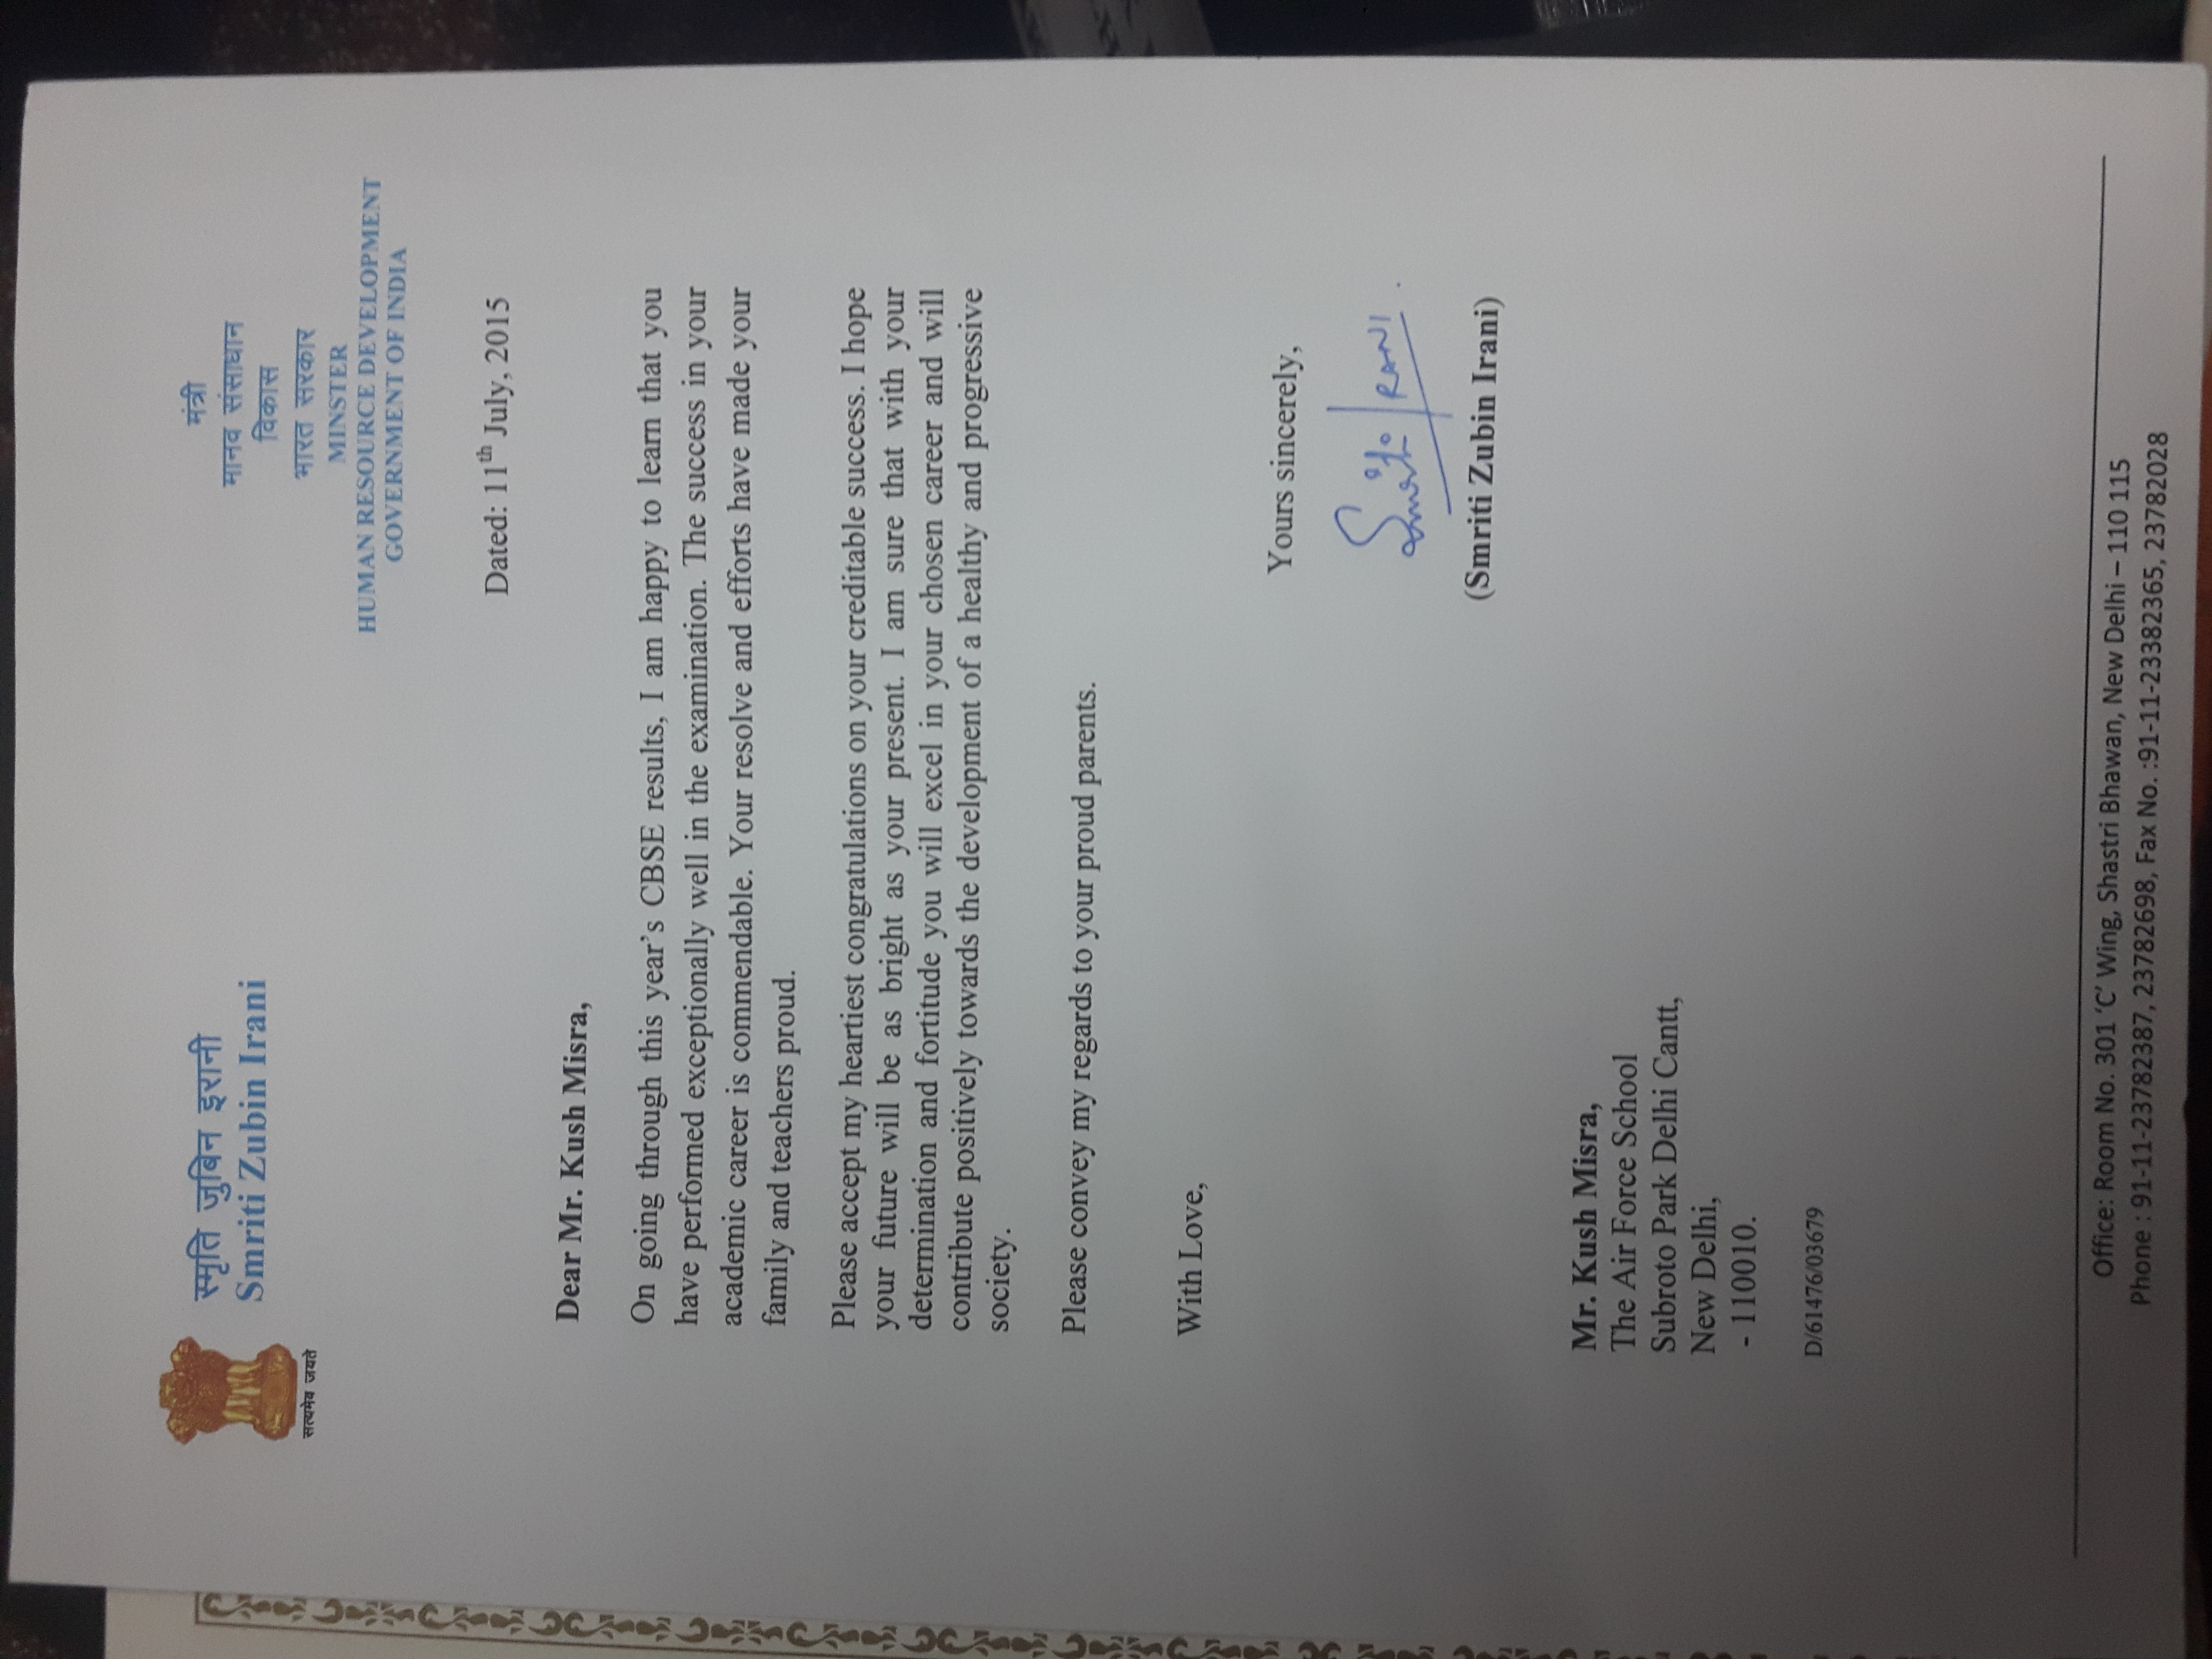 सत्यमेव जयते
स्मृति जुबिन इरानी
Smriti Zubin Irani
मंत्री
मानव संसाधान
विकास
भारत सरकार
MINSTER
HUMAN RESOURCE DEVELOPMENT
GOVERNMENT OF INDIA
Dated: 11th July, 2015
Dear Mr. Kush Misra,
On going through this year's CBSE results, I am happy to learn that you
have performed exceptionally well in the examination. The success in your
academic career is commendable. Your resolve and efforts have made your
family and teachers proud.
Please accept my heartiest congratulations on your creditable success. I hope
your future will be as bright as your present. I am sure that with your
determination and fortitude you will excel in your chosen career and will
contribute positively towards the development of a healthy and progressive
society.
Please convey my regards to your proud parents.
With Love,
Yours sincerely,
Smriti Irani
(Smriti Zubin Irani)
Mr. Kush Misra,
The Air Force School
Subroto Park Delhi Cantt,
New Delhi,
- 110010.
D/61476/03679
Office: Room No. 301 'C' Wing, Shastri Bhawan, New Delhi – 110 115
Phone : 91-11-23782387, 23782698, Fax No. :91-11-23382365, 23782028